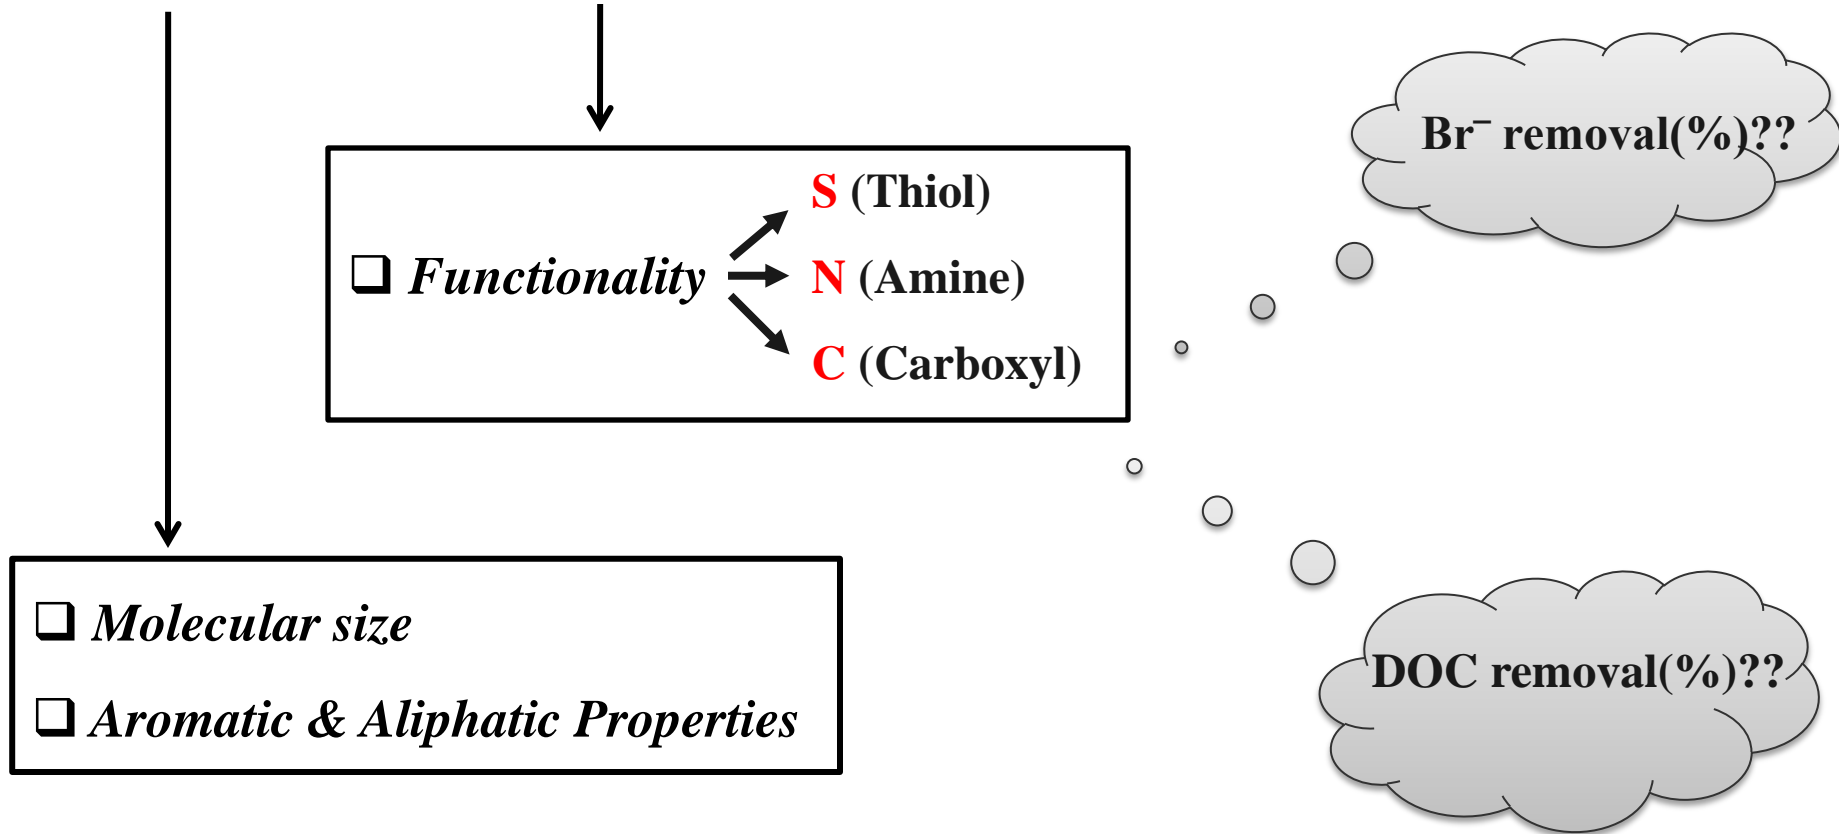 Br⁻ removal(%)??
S (Thiol)
❑ Functionality
N (Amine)
C (Carboxyl)
❑ Molecular size
DOC removal(%)??
❑ Aromatic & Aliphatic Properties